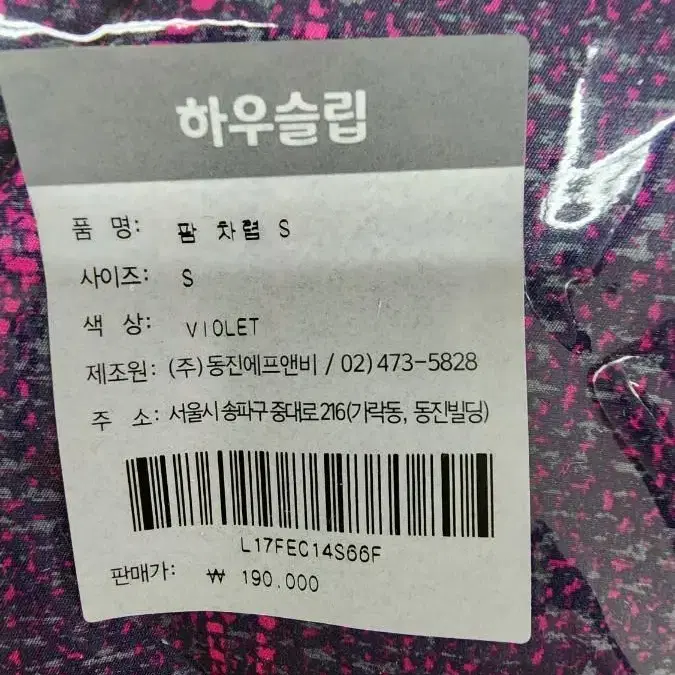 하우슬립
품 명: 팜 차렵 S
사이즈: S
색 상: VIOLET
제조원: (주)동진에프앤비 / 02)473-5828
주 소: 서울시 송파구 중대로 216(가락동, 동진빌딩)
L17FEC14S66F
판매가: ₩ 190.000